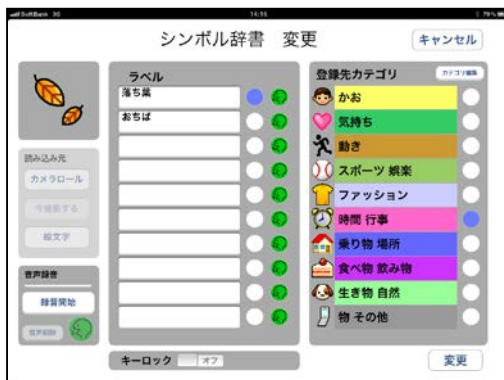 SoftBank 3G
14:16
79%
シンボル辞書 変更
キャンセル
ラベル
落ち葉
おちば
読み込み元
カメラロール
今撮影する
絵文字
音声録音
録音開始
音声削除
登録先カテゴリ
カテゴリ編集
かお
気持ち
動き
スポーツ 娯楽
ファッション
時間 行事
乗り物 場所
食べ物 飲み物
生き物 自然
物 その他
キーロック
オフ
変更